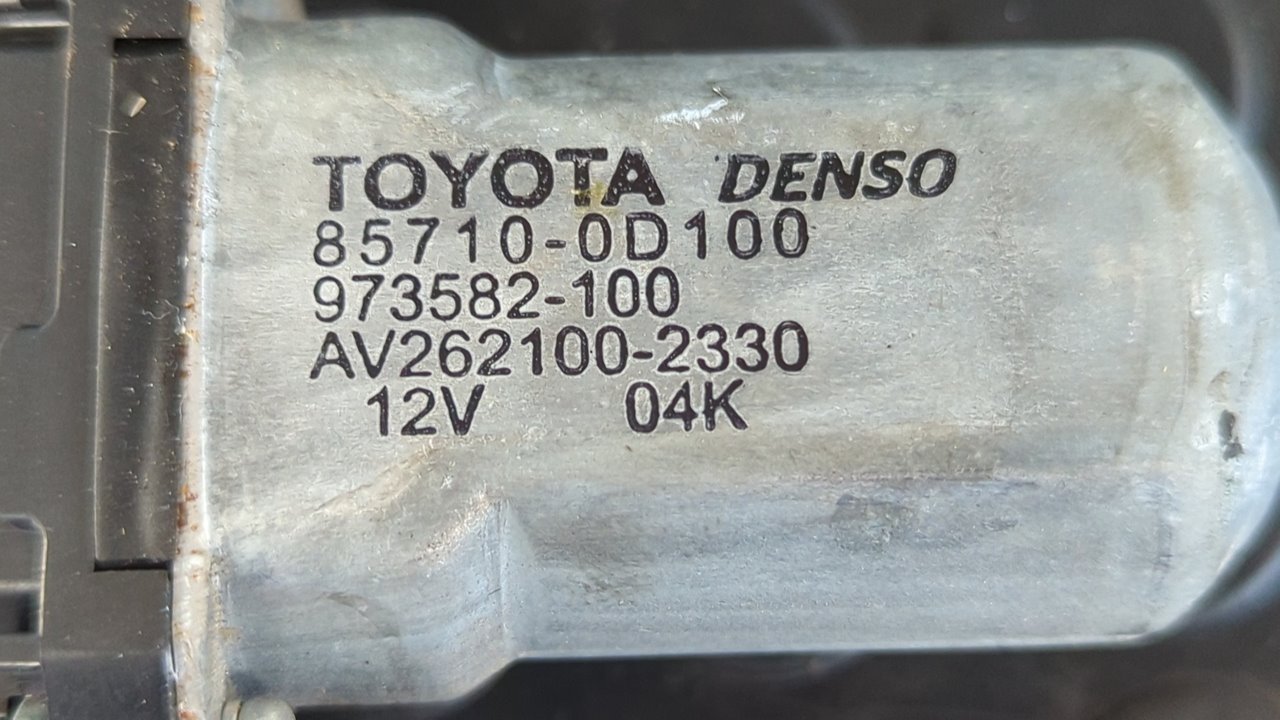 TOYOTA DENSO
85710-0D100
973582-100
AV262100-2330
12V 04K